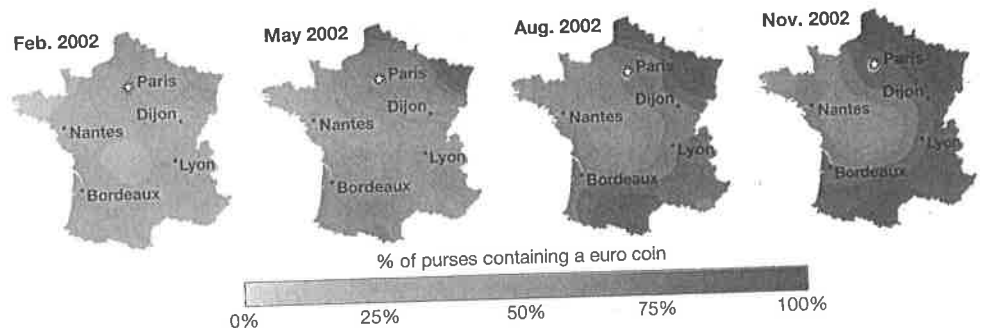 Feb. 2002
Paris
Dijon
Nantes
Lyon
Bordeaux
May 2002
Paris
Dijon
Nantes
Lyon
Bordeaux
Aug. 2002
Paris
Dijon
Nantes
Lyon
Bordeaux
Nov. 2002
Paris
Dijon
Nantes
Lyon
Bordeaux
% of purses containing a euro coin
0% 25% 50% 75% 100%